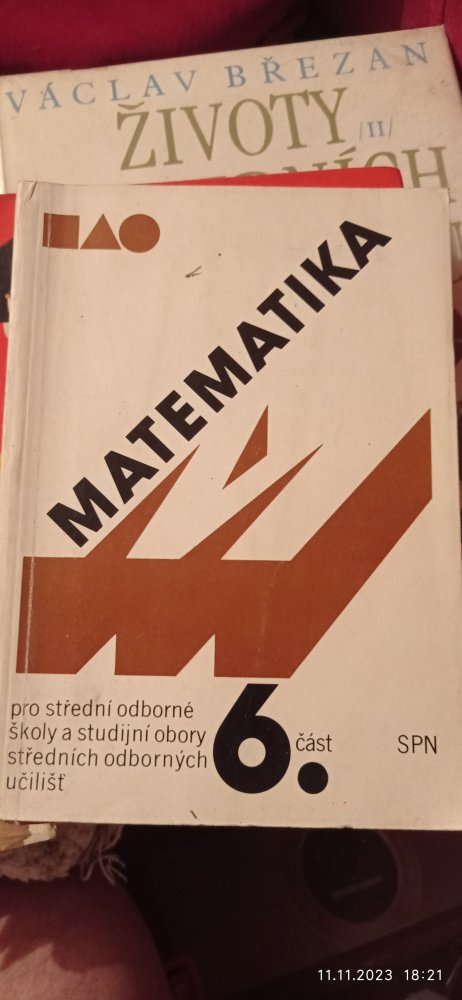 VÁCLAV BŘEZAN
ŽIVOTY /II/
MATEMATIKA
pro střední odborné
školy a studijní obory
středních odborných
učilišť
6. část
SPN
11.11.2023 18:21